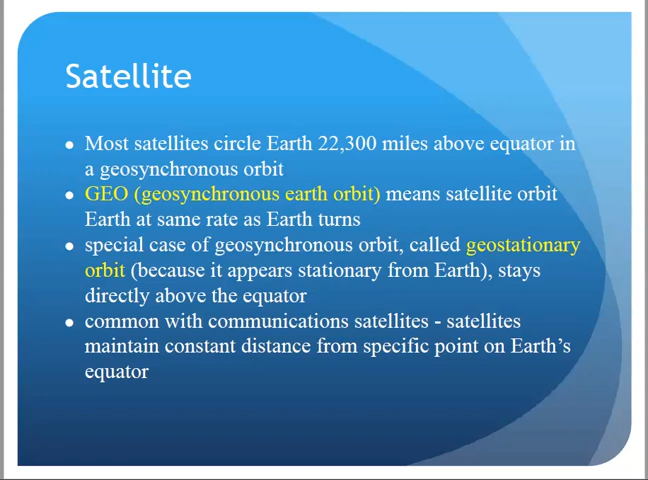 Satellite
• Most satellites circle Earth 22,300 miles above equator in
a geosynchronous orbit
• GEO (geosynchronous earth orbit) means satellite orbit
Earth at same rate as Earth turns
• special case of geosynchronous orbit, called geostationary
orbit (because it appears stationary from Earth), stays
directly above the equator
• common with communications satellites - satellites
maintain constant distance from specific point on Earth’s
equator